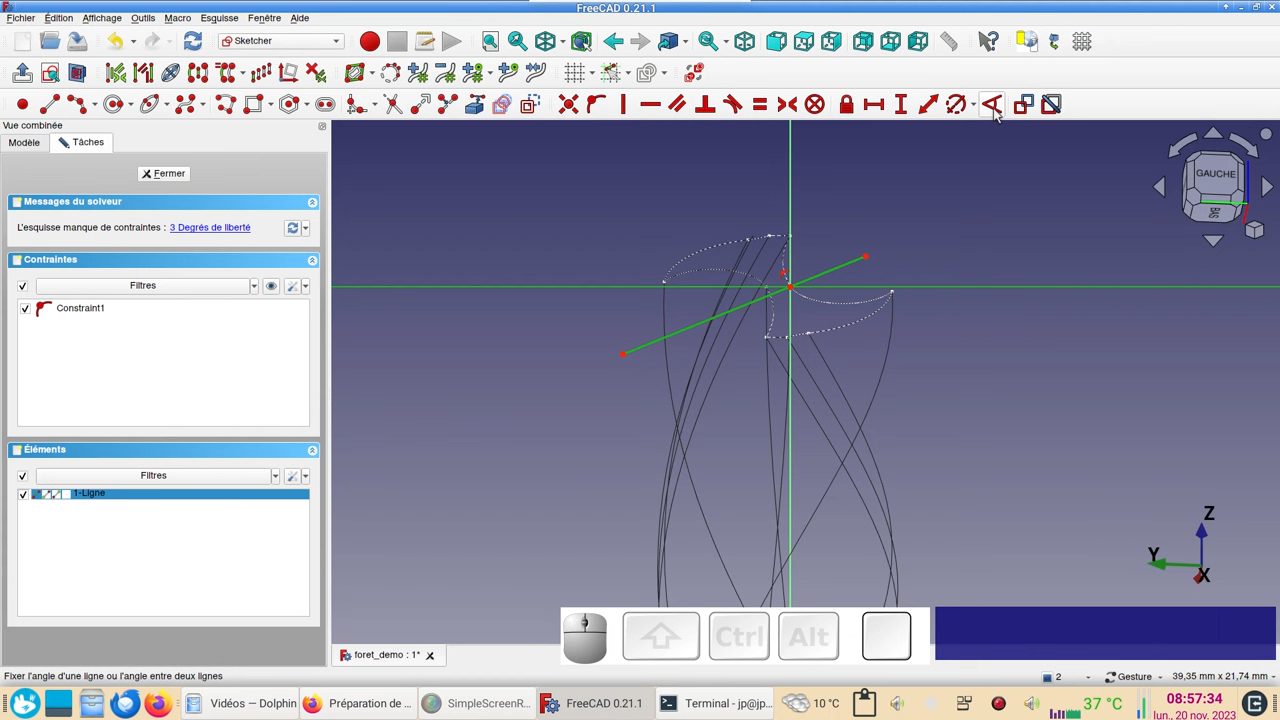 FreeCAD 0.21.1
Fichier Édition Affichage Outils Macro Esquisse Fenêtre Aide
Sketcher
Vue combinée
Modèle Tâches
Fermer
Messages du solveur
L'esquisse manque de contraintes : 3 Degrés de liberté
Contraintes
Filtres
Constraint1
Éléments
Filtres
1-Ligne
GAUCHE
BAS
Z
Y
X
Ctrl Alt
foret_demo : 1*
Fixer l'angle d'une ligne ou l'angle entre deux lignes
2 Gesture 39,35 mm x 21,74 mm
Vidéos — Dolphin
Préparation de ...
SimpleScreenR...
FreeCAD 0.21.1
Terminal - jp@jp...
10 °C
37 °C
08:57:34
lun., 20 nov. 2023